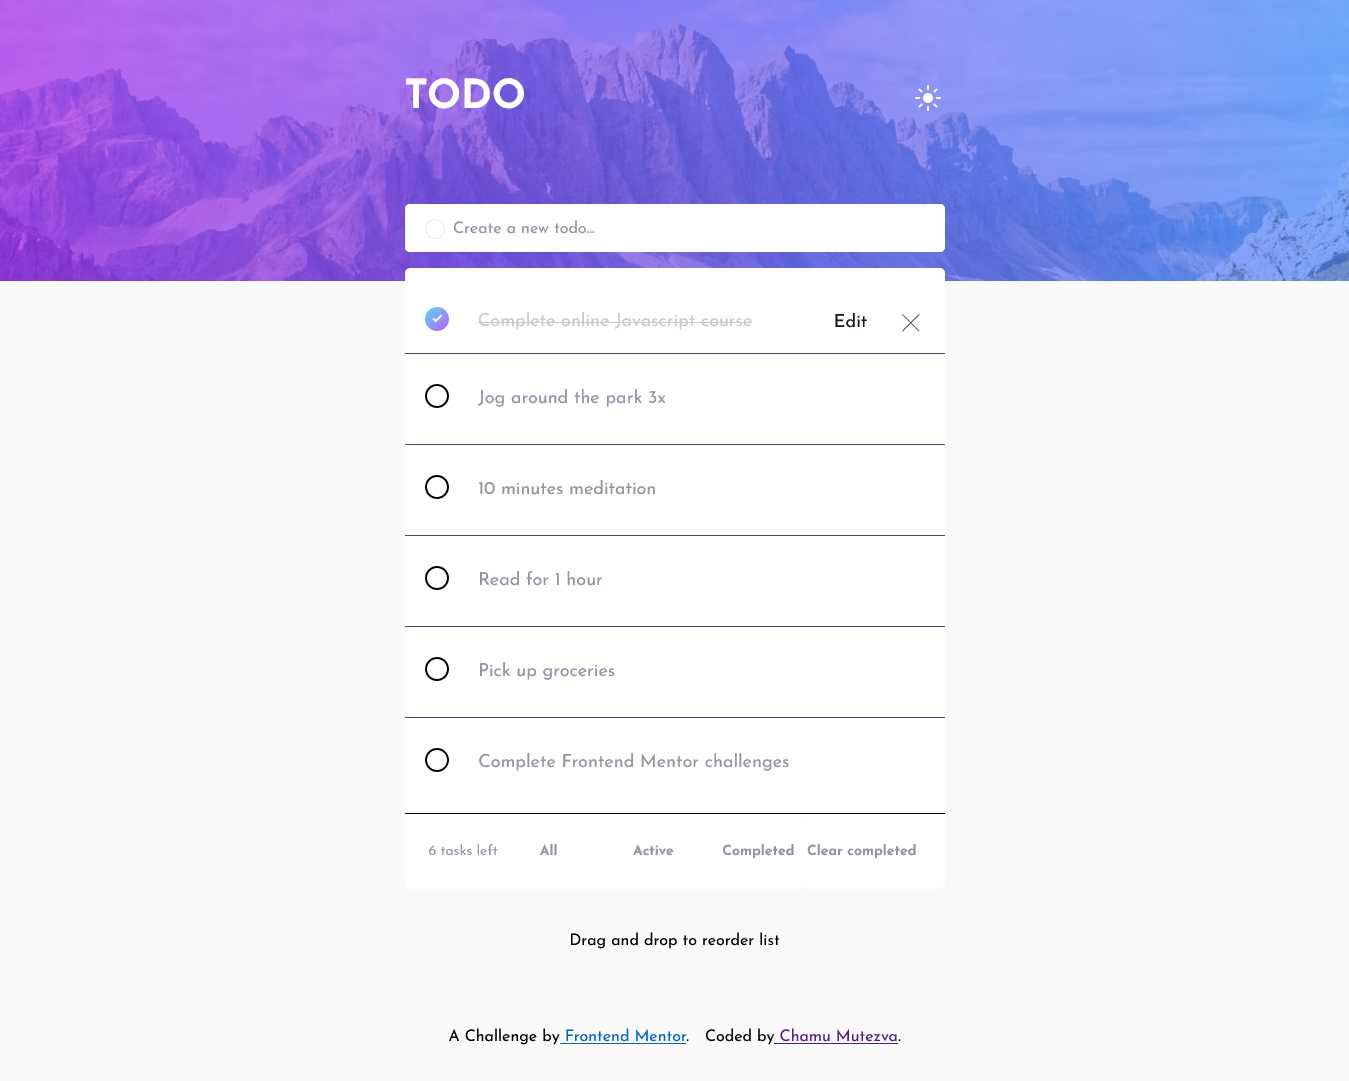 TODO
Create a new todo...
Complete online Javascript course Edit
Jog around the park 3x
10 minutes meditation
Read for 1 hour
Pick up groceries
Complete Frontend Mentor challenges
6 tasks left All Active Completed Clear completed
Drag and drop to reorder list
A Challenge by Frontend Mentor. Coded by Chamu Mutezva.